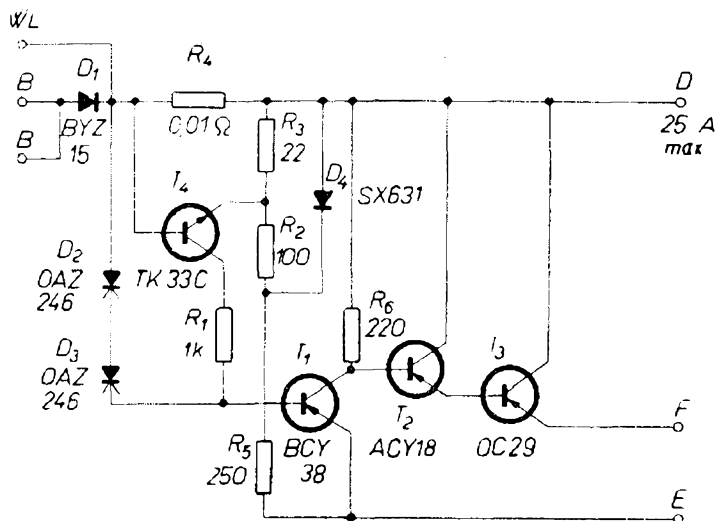 WL
B
D1
R4
D
BYZ
15
0,01Ω
R3
22
25 A
max
B
T4
D4
SX631
D2
OAZ
246
TK 33C
R2
100
R6
220
R1
1k
D3
OAZ
246
T1
T2
T3
R5
250
BCY
38
ACY18
OC29
F
E